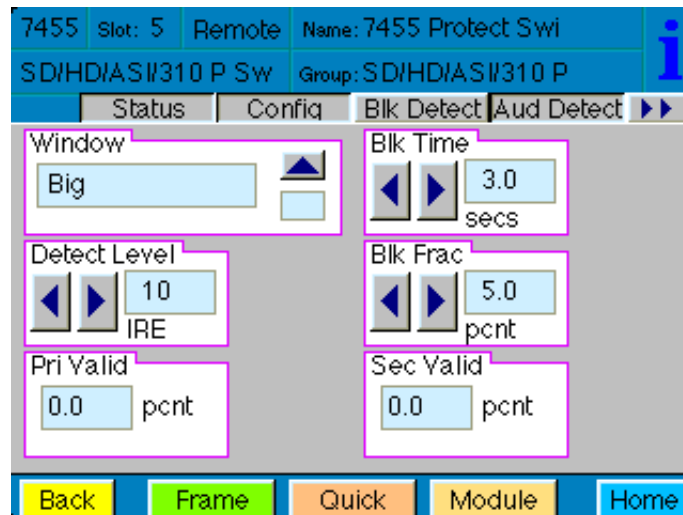 7455 Slot: 5 Remote Name: 7455 Protect Swi
SD/HD/ASI/310 P Sw Group: SD/HD/ASI/310 P
i
Status Config Blk Detect Aud Detect
Window
Big
Blk Time
3.0
secs
Detect Level
10
IRE
Blk Frac
5.0
pcnt
Pri Valid
0.0 pcnt
Sec Valid
0.0 pcnt
Back Frame Quick Module Home